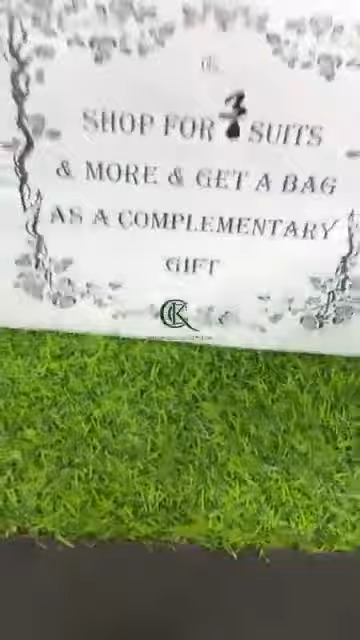 SHOP FOR 3 SUITS
& MORE & GET A BAG
AS A COMPLEMENTARY
GIFT